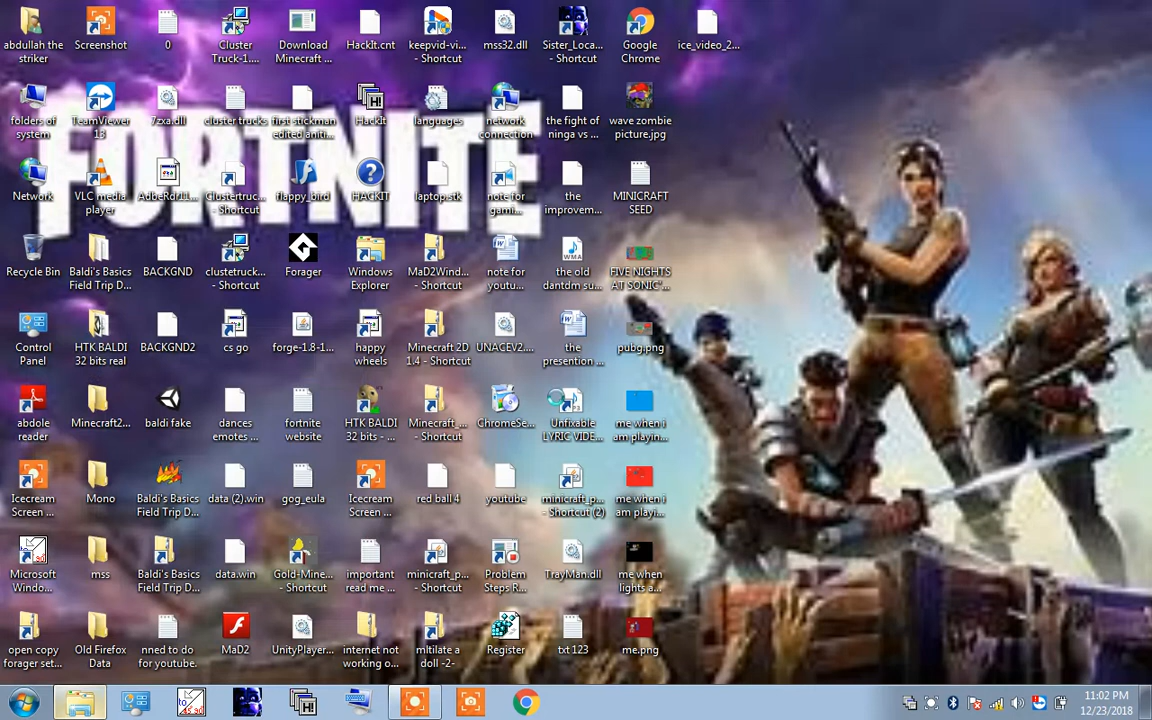 FORTNITE
abdullah the
striker
Screenshot
0
Cluster
Truck-1....
Download
Minecraft ...
HackIt.cnt
keepvid-vi...
- Shortcut
mss32.dll
Sister_Loca...
- Shortcut
Google
Chrome
ice_video_2...
folders of
system
TeamViewer
13
7zxa.dll
cluster trucks
first stickman
edited aniti...
HackIt
languages
network
connection
the fight of
ninga vs ...
wave zombie
picture.jpg
Network
VLC media
player
AdbeRdr11...
Clustertruc...
- Shortcut
flappy_bird
HACKIT
laptop.stk
note for
gami...
the
improvem...
MINICRAFT
SEED
Recycle Bin
Baldi's Basics
Field Trip D...
BACKGND
clustetruck...
- Shortcut
Forager
Windows
Explorer
MaD2Wind...
- Shortcut
note for
youtu...
the old
dantdm su...
FIVE NIGHTS
AT SONIC'...
Control
Panel
HTK BALDI
32 bits real
BACKGND2
cs go
forge-1.8-1...
happy
wheels
Minecraft 2D
1.4 - Shortcut
UNACEV2....
the
presention ...
pubg.png
abdole
reader
Minecraft2...
baldi fake
dances
emotes ...
fortnite
website
HTK BALDI
32 bits - ...
Minecraft_...
- Shortcut
ChromeSe...
Unfixable
LYRIC VIDE...
me when i
am playin...
Icecream
Screen ...
Mono
Baldi's Basics
Field Trip D...
data (2).win
gog_eula
Icecream
Screen ...
red ball 4
youtube
minicraft_p...
- Shortcut (2)
me when i
am playi...
Microsoft
Windo...
mss
Baldi's Basics
Field Trip D...
data.win
Gold-Mine...
- Shortcut
important
read me ...
minicraft_p...
- Shortcut
Problem
Steps R...
TrayMan.dll
me when
lights a...
open copy
forager set...
Old Firefox
Data
nned to do
for youtube.
MaD2
UnityPlayer...
internet not
working o...
mltilate a
doll -2-
Register
txt 123
me.png
11:02 PM
12/23/2018